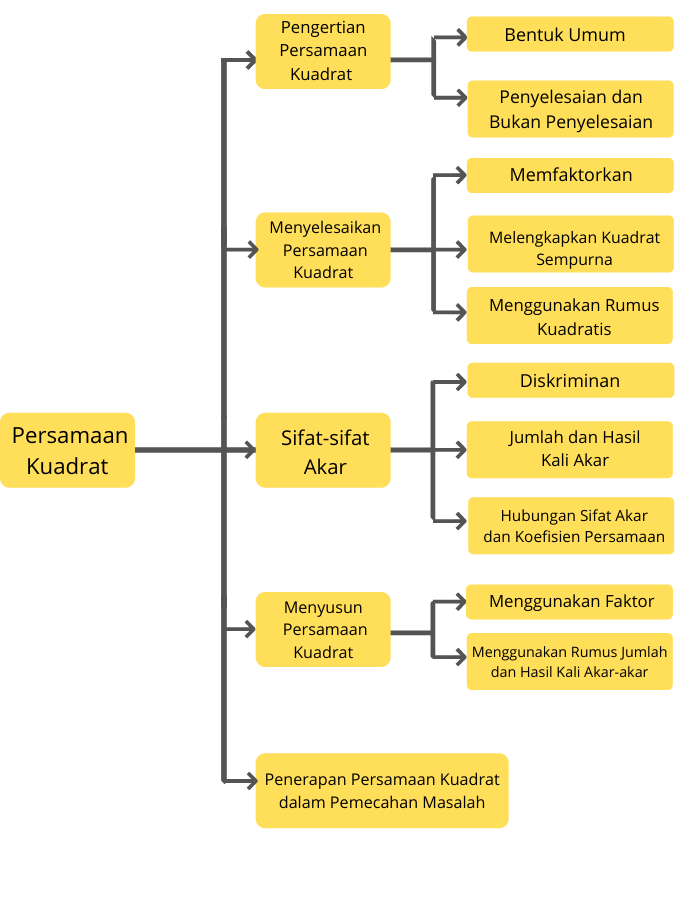 Persamaan
Kuadrat
Pengertian
Persamaan
Kuadrat
Bentuk Umum
Penyelesaian dan
Bukan Penyelesaian
Menyelesaikan
Persamaan
Kuadrat
Memfaktorkan
Melengkapkan Kuadrat
Sempurna
Menggunakan Rumus
Kuadratis
Sifat-sifat
Akar
Diskriminan
Jumlah dan Hasil
Kali Akar
Hubungan Sifat Akar
dan Koefisien Persamaan
Menyusun
Persamaan
Kuadrat
Menggunakan Faktor
Menggunakan Rumus Jumlah
dan Hasil Kali Akar-akar
Penerapan Persamaan Kuadrat
dalam Pemecahan Masalah